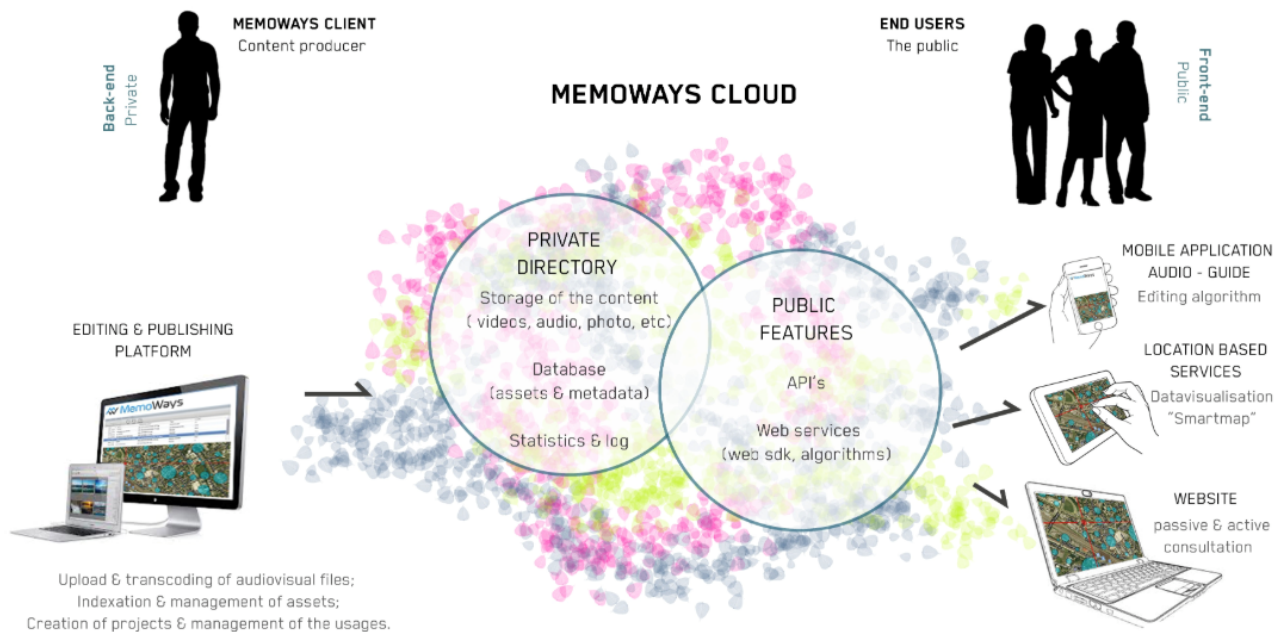 MEMOWAYS CLIENT
Content producer
Back-end
Private
END USERS
The public
Front-end
Public
MEMOWAYS CLOUD
PRIVATE
DIRECTORY
Storage of the content
( videos, audio, photo, etc)
Database
(assets & metadata)
Statistics & log
PUBLIC
FEATURES
API's
Web services
(web sdk, algorithms)
EDITING & PUBLISHING
PLATFORM
MemoWays
Upload & transcoding of audiovisual files;
Indexation & management of assets;
Creation of projects & management of the usages.
MOBILE APPLICATION
AUDIO - GUIDE
Editing algorithm
MemoWays
LOCATION BASED
SERVICES
Datavisualisation
"Smartmap"
WEBSITE
passive & active
consultation